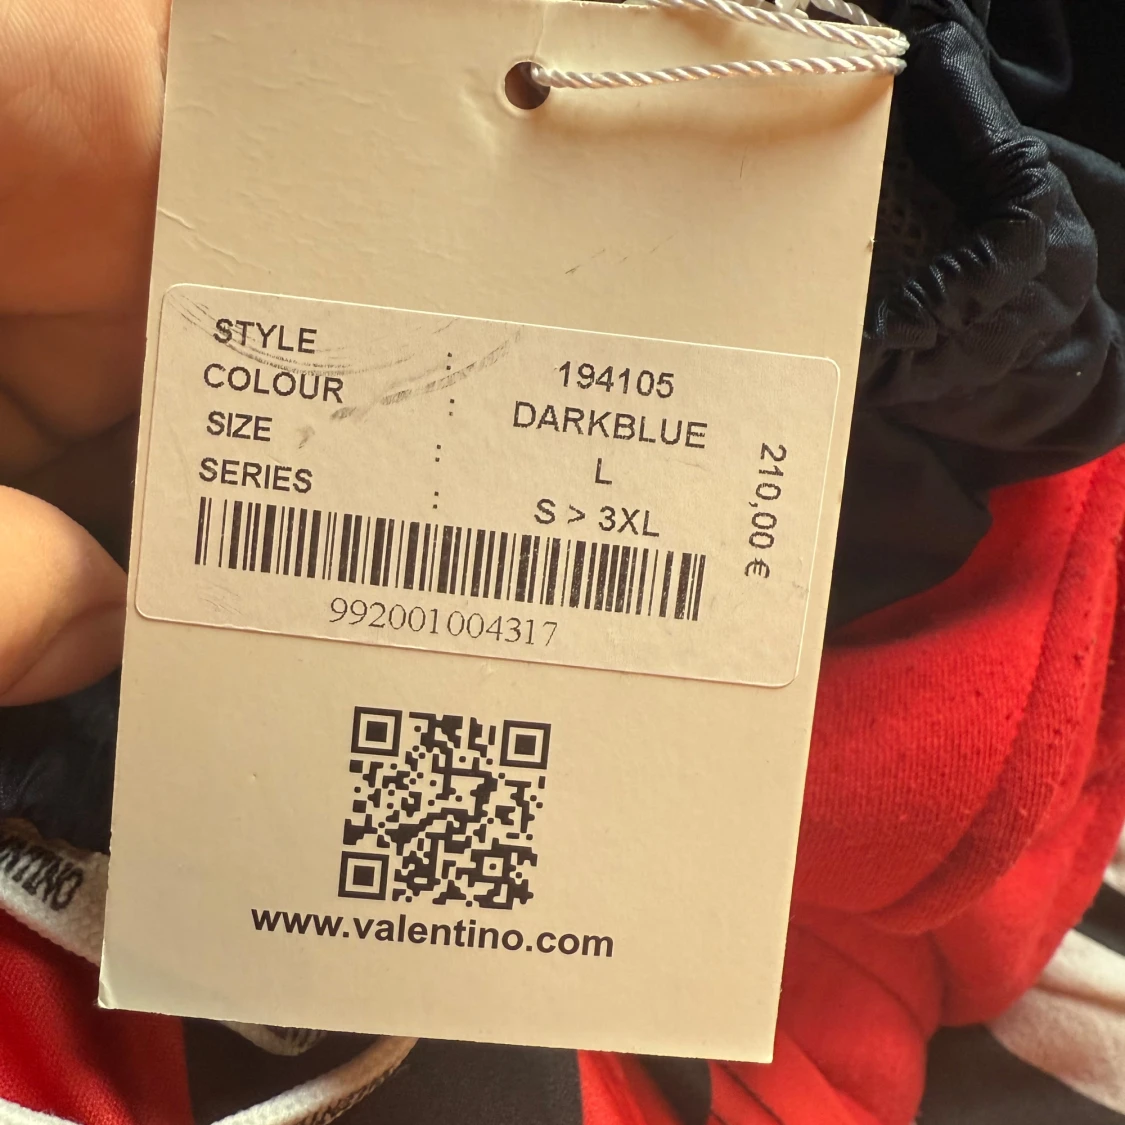 STYLE : 194105
COLOUR : DARKBLUE
SIZE : L
SERIES : S > 3XL
210,00 €
992001004317
www.valentino.com